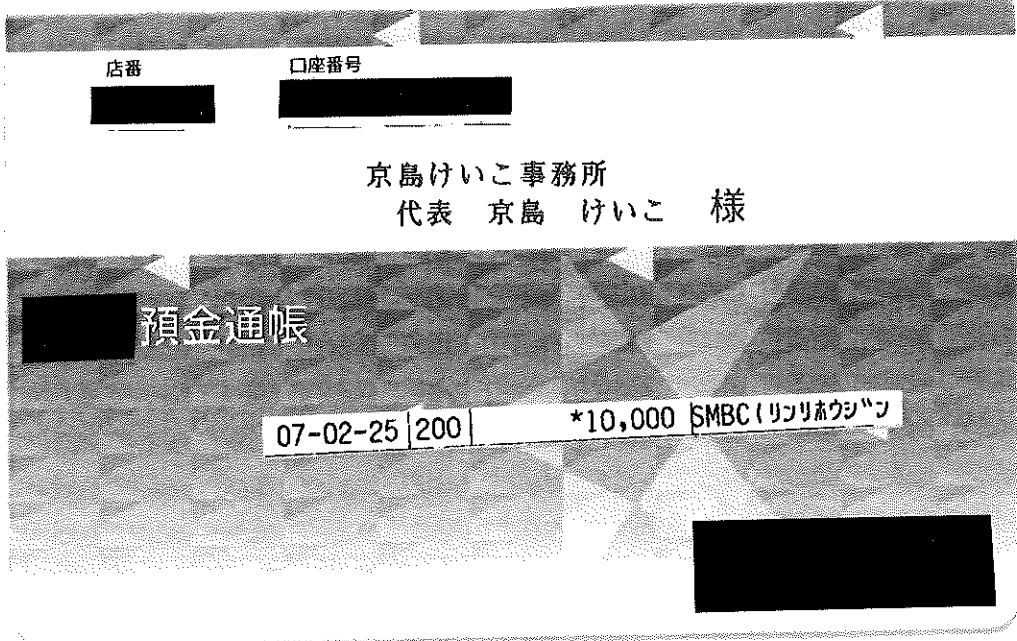 店番 口座番号
京島けいこ事務所
代表 京島 けいこ 様
預金通帳
07-02-25 200 *10,000 SMBC(リンリホウジン